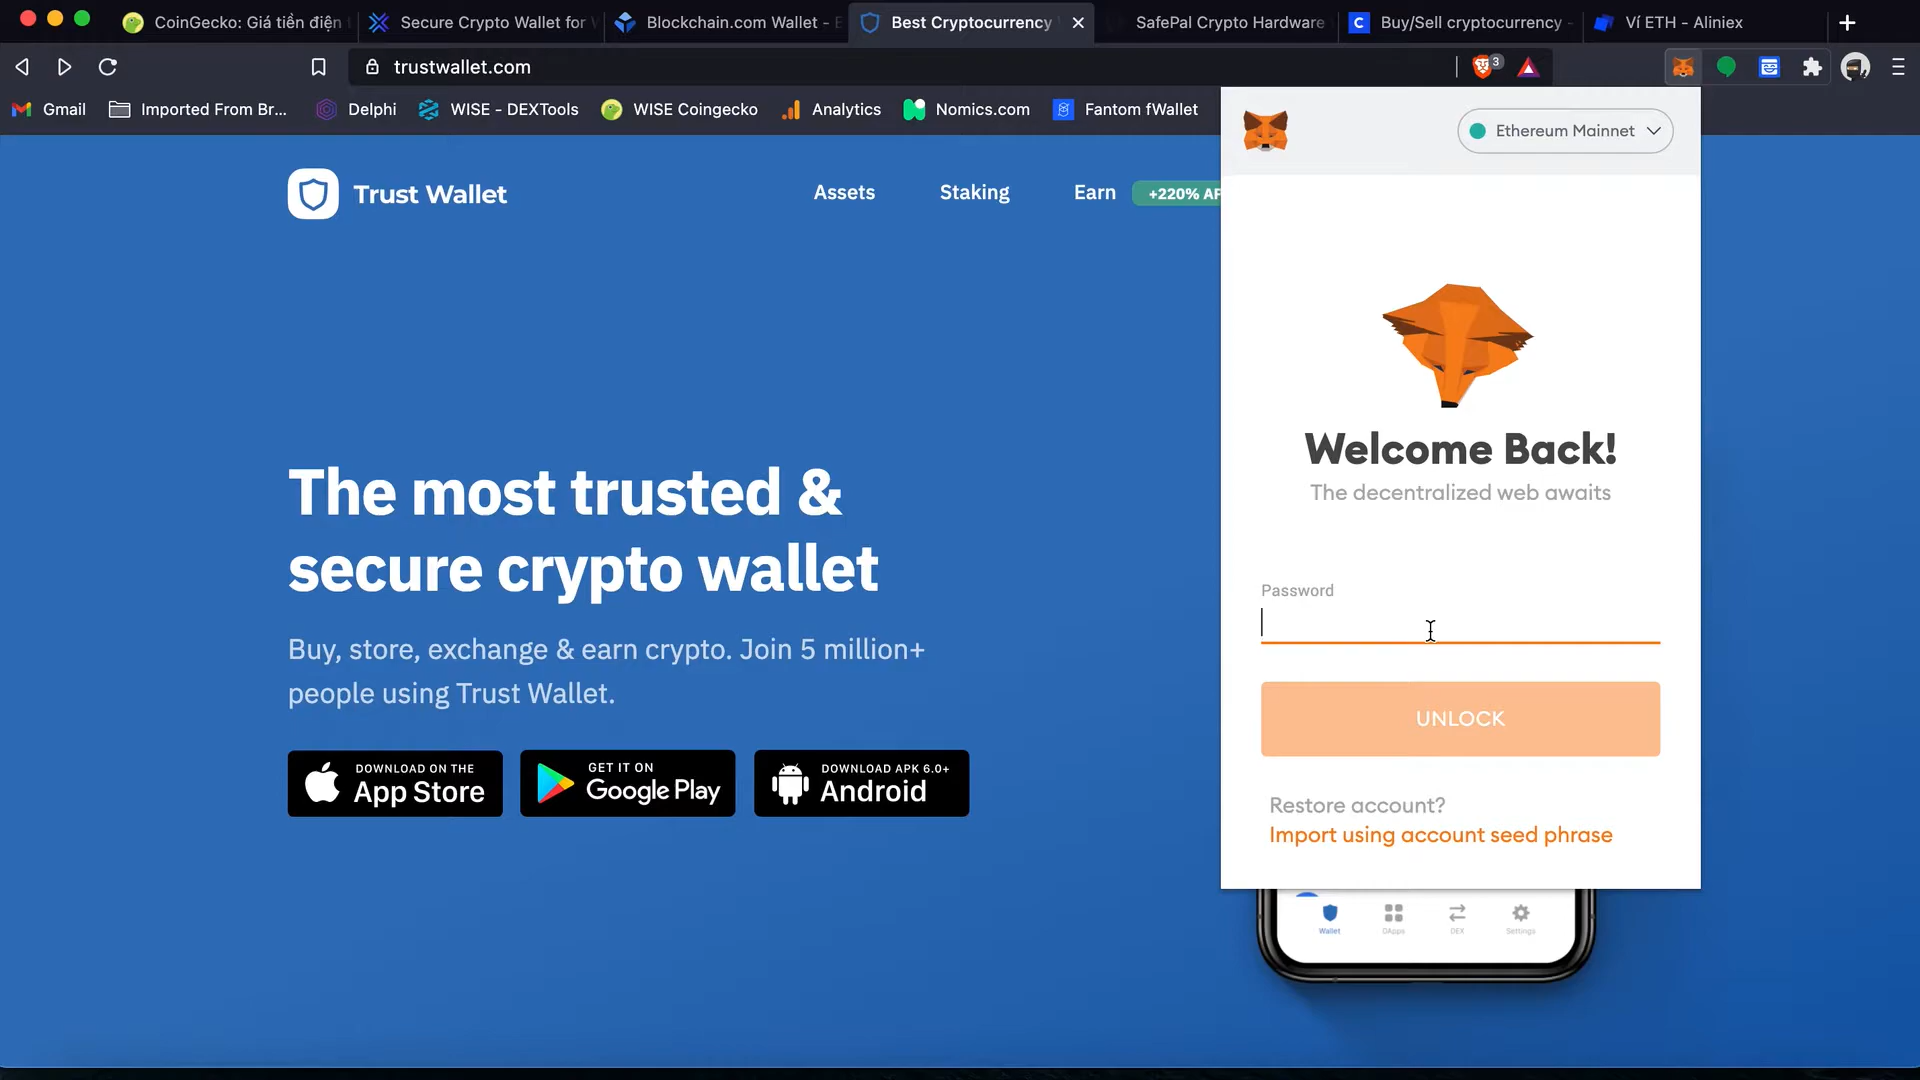 CoinGecko: Giá tiền điện
Secure Crypto Wallet for
Blockchain.com Wallet -
Best Cryptocurrency
SafePal Crypto Hardware
Buy/Sell cryptocurrency -
Ví ETH - Aliniex
trustwallet.com
3
Gmail
Imported From Br...
Delphi
WISE - DEXTools
WISE Coingecko
Analytics
Nomics.com
Fantom fWallet
Ethereum Mainnet
Trust Wallet
Assets
Staking
Earn
+220% AP
Welcome Back!
The decentralized web awaits
The most trusted &
secure crypto wallet
Password
Buy, store, exchange & earn crypto. Join 5 million+
people using Trust Wallet.
UNLOCK
DOWNLOAD ON THE
App Store
GET IT ON
Google Play
DOWNLOAD APK 6.0+
Android
Restore account?
Import using account seed phrase
Wallet
DApps
DEX
Settings